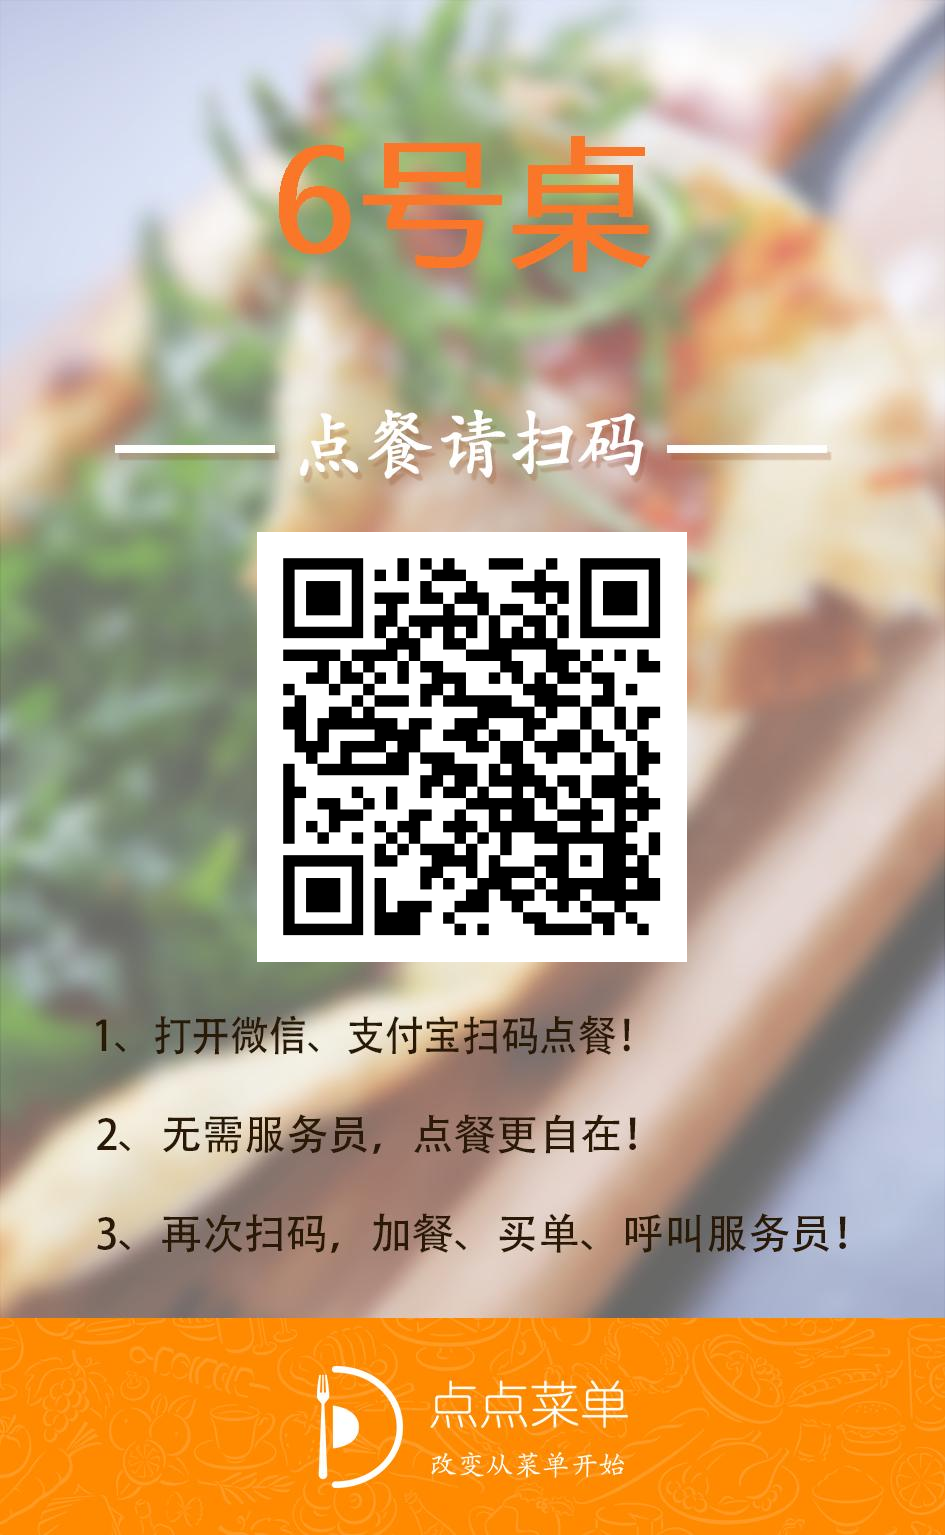 6号桌
点餐请扫码
1、打开微信、支付宝扫码点餐！
2、无需服务员，点餐更自在！
3、再次扫码，加餐、买单、呼叫服务员！
点点菜单
改变从菜单开始